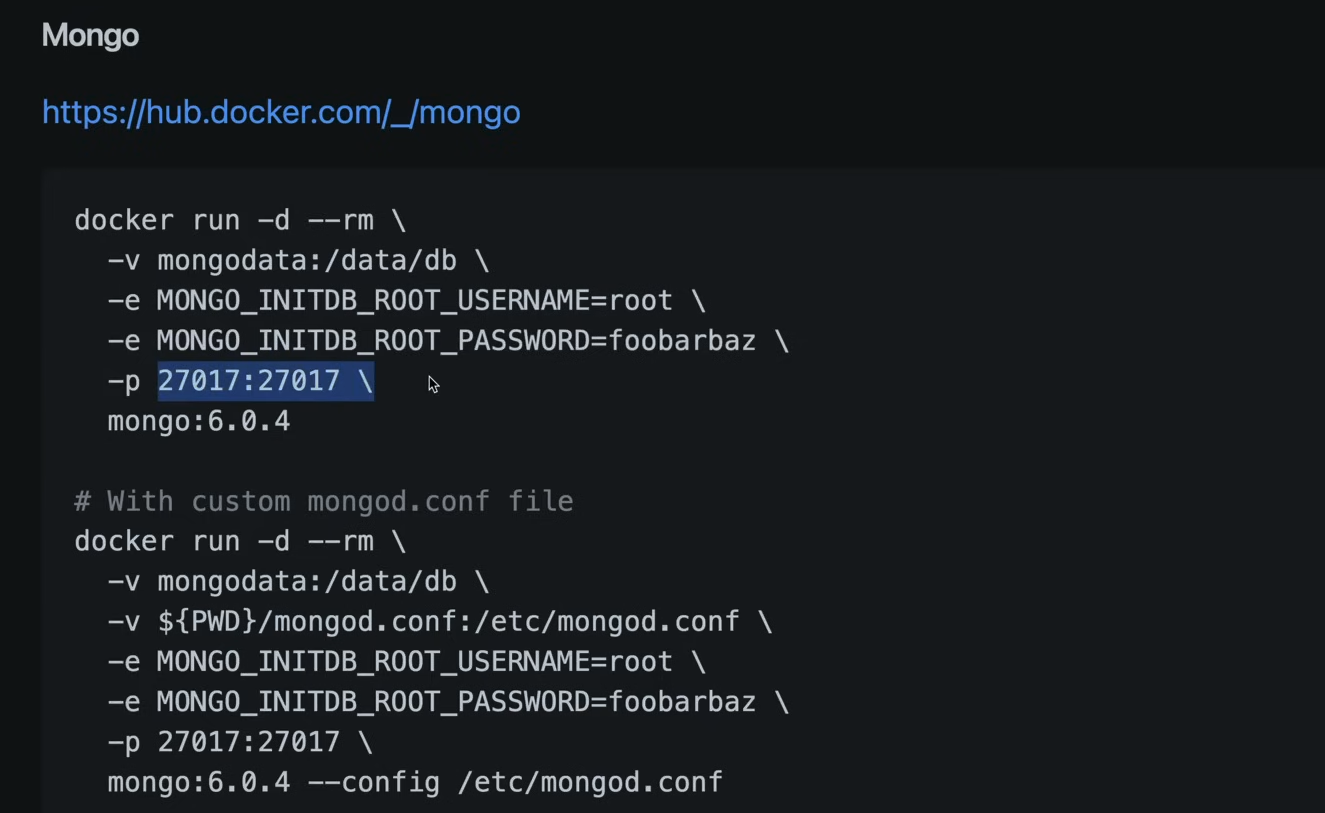 Mongo
https://hub.docker.com/_/mongo
docker run -d --rm \
-v mongodata:/data/db \
-e MONGO_INITDB_ROOT_USERNAME=root \
-e MONGO_INITDB_ROOT_PASSWORD=foobarbaz \
-p 27017:27017 \
mongo:6.0.4
# With custom mongod.conf file
docker run -d --rm \
-v mongodata:/data/db \
-v ${PWD}/mongod.conf:/etc/mongod.conf \
-e MONGO_INITDB_ROOT_USERNAME=root \
-e MONGO_INITDB_ROOT_PASSWORD=foobarbaz \
-p 27017:27017 \
mongo:6.0.4 --config /etc/mongod.conf